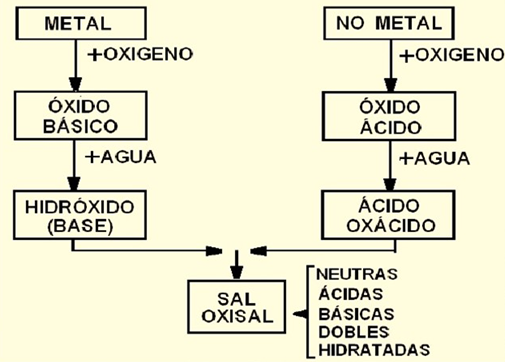 METAL
NO METAL
+OXIGENO
+OXIGENO
ÓXIDO
BÁSICO
ÓXIDO
ÁCIDO
+AGUA
+AGUA
HIDRÓXIDO
(BASE)
ÁCIDO
OXÁCIDO
SAL
OXISAL
NEUTRAS
ÁCIDAS
BÁSICAS
DOBLES
HIDRATADAS